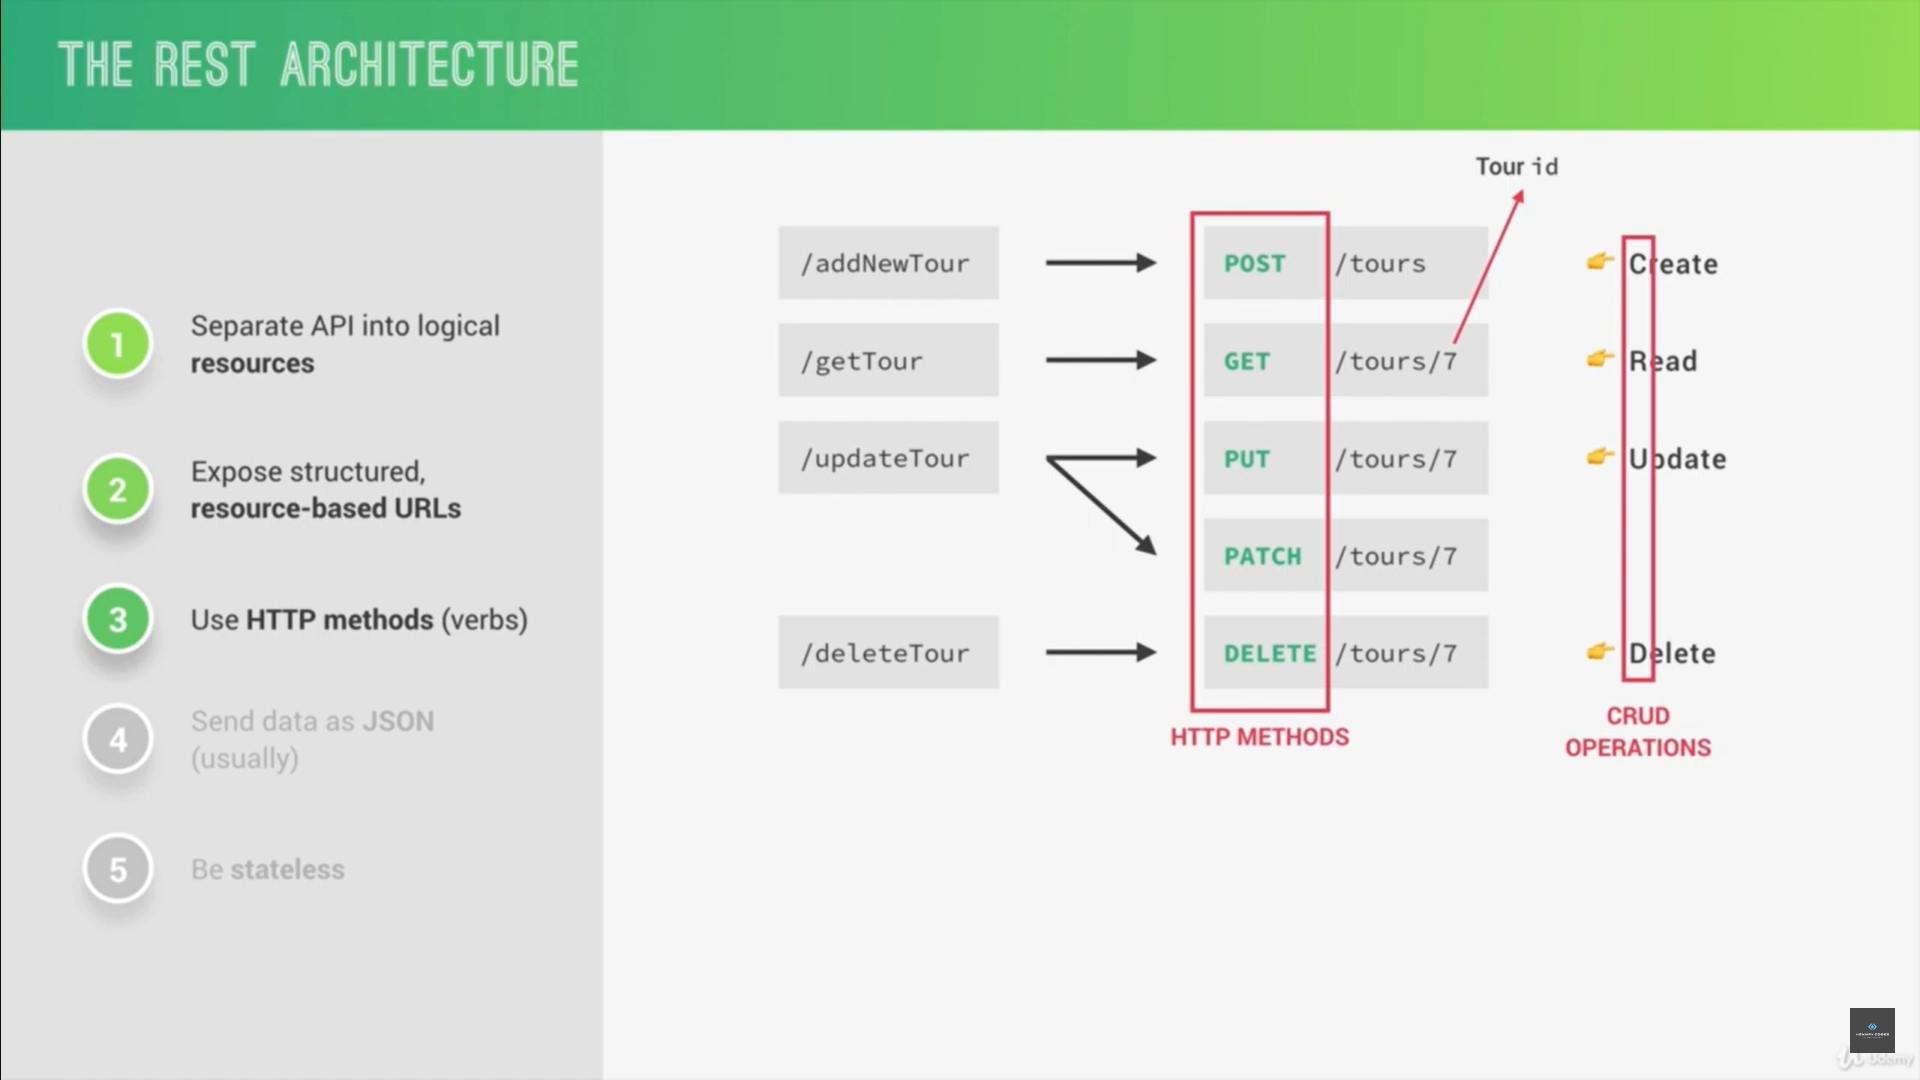 THE REST ARCHITECTURE
1
Separate API into logical
resources
2
Expose structured,
resource-based URLs
3
Use HTTP methods (verbs)
4
Send data as JSON
(usually)
5
Be stateless
Tour id
/addNewTour POST /tours Create
/getTour GET /tours/7 Read
/updateTour PUT /tours/7 Update
PATCH /tours/7
/deleteTour DELETE /tours/7 Delete
HTTP METHODS
CRUD
OPERATIONS
Udemy